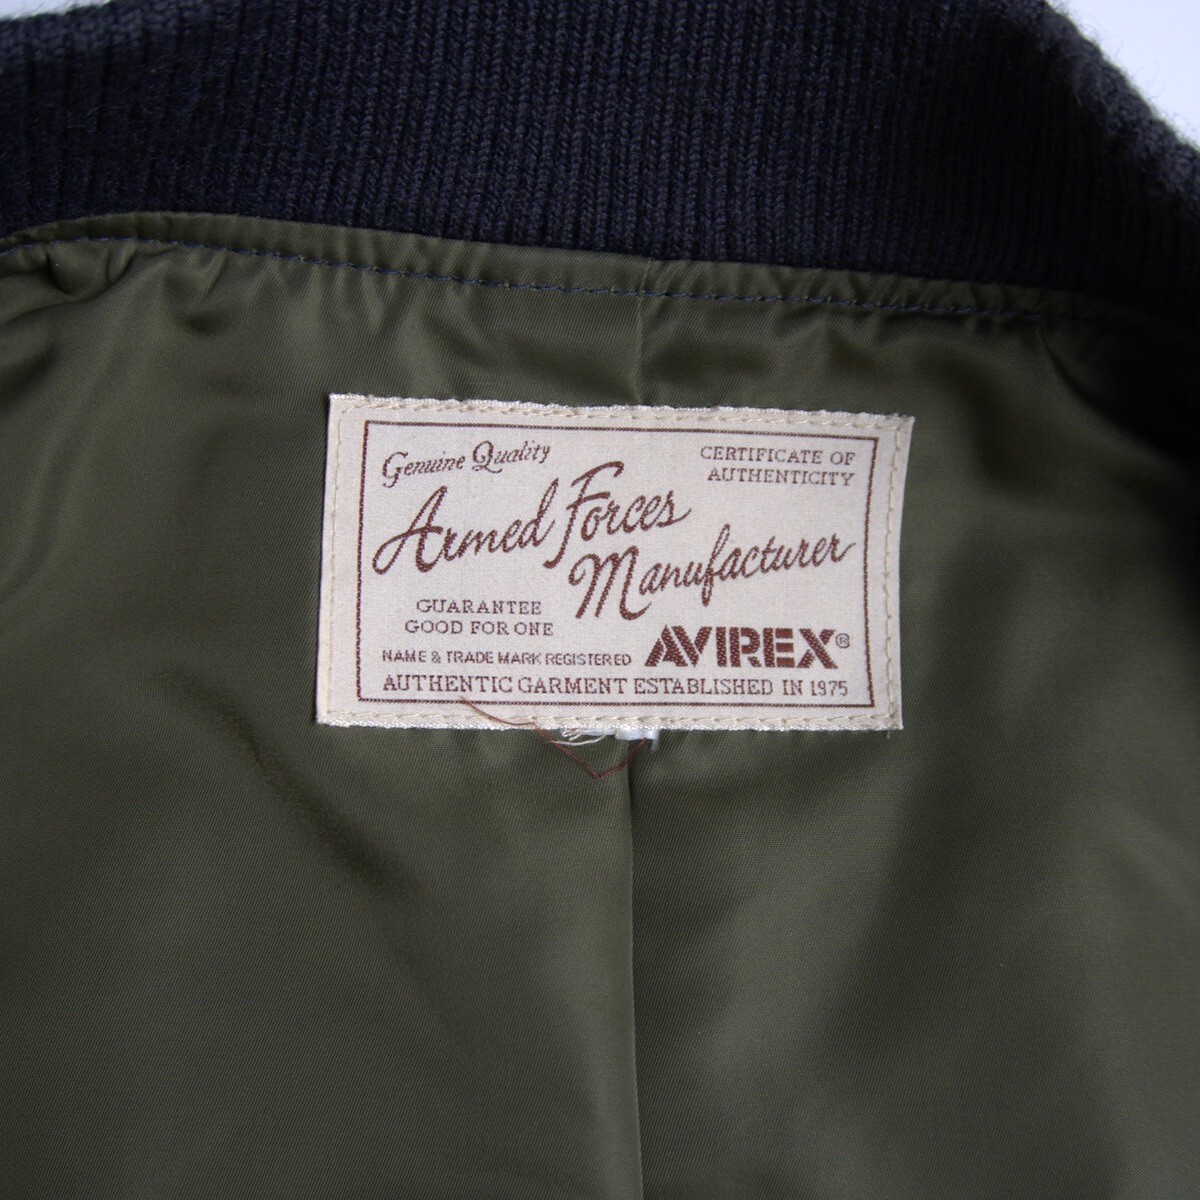 Genuine Quality
CERTIFICATE OF
AUTHENTICITY
Armed Forces
Manufacturer
GUARANTEE
GOOD FOR ONE
NAME & TRADE MARK REGISTERED
AVIREX®
AUTHENTIC GARMENT ESTABLISHED IN 1975